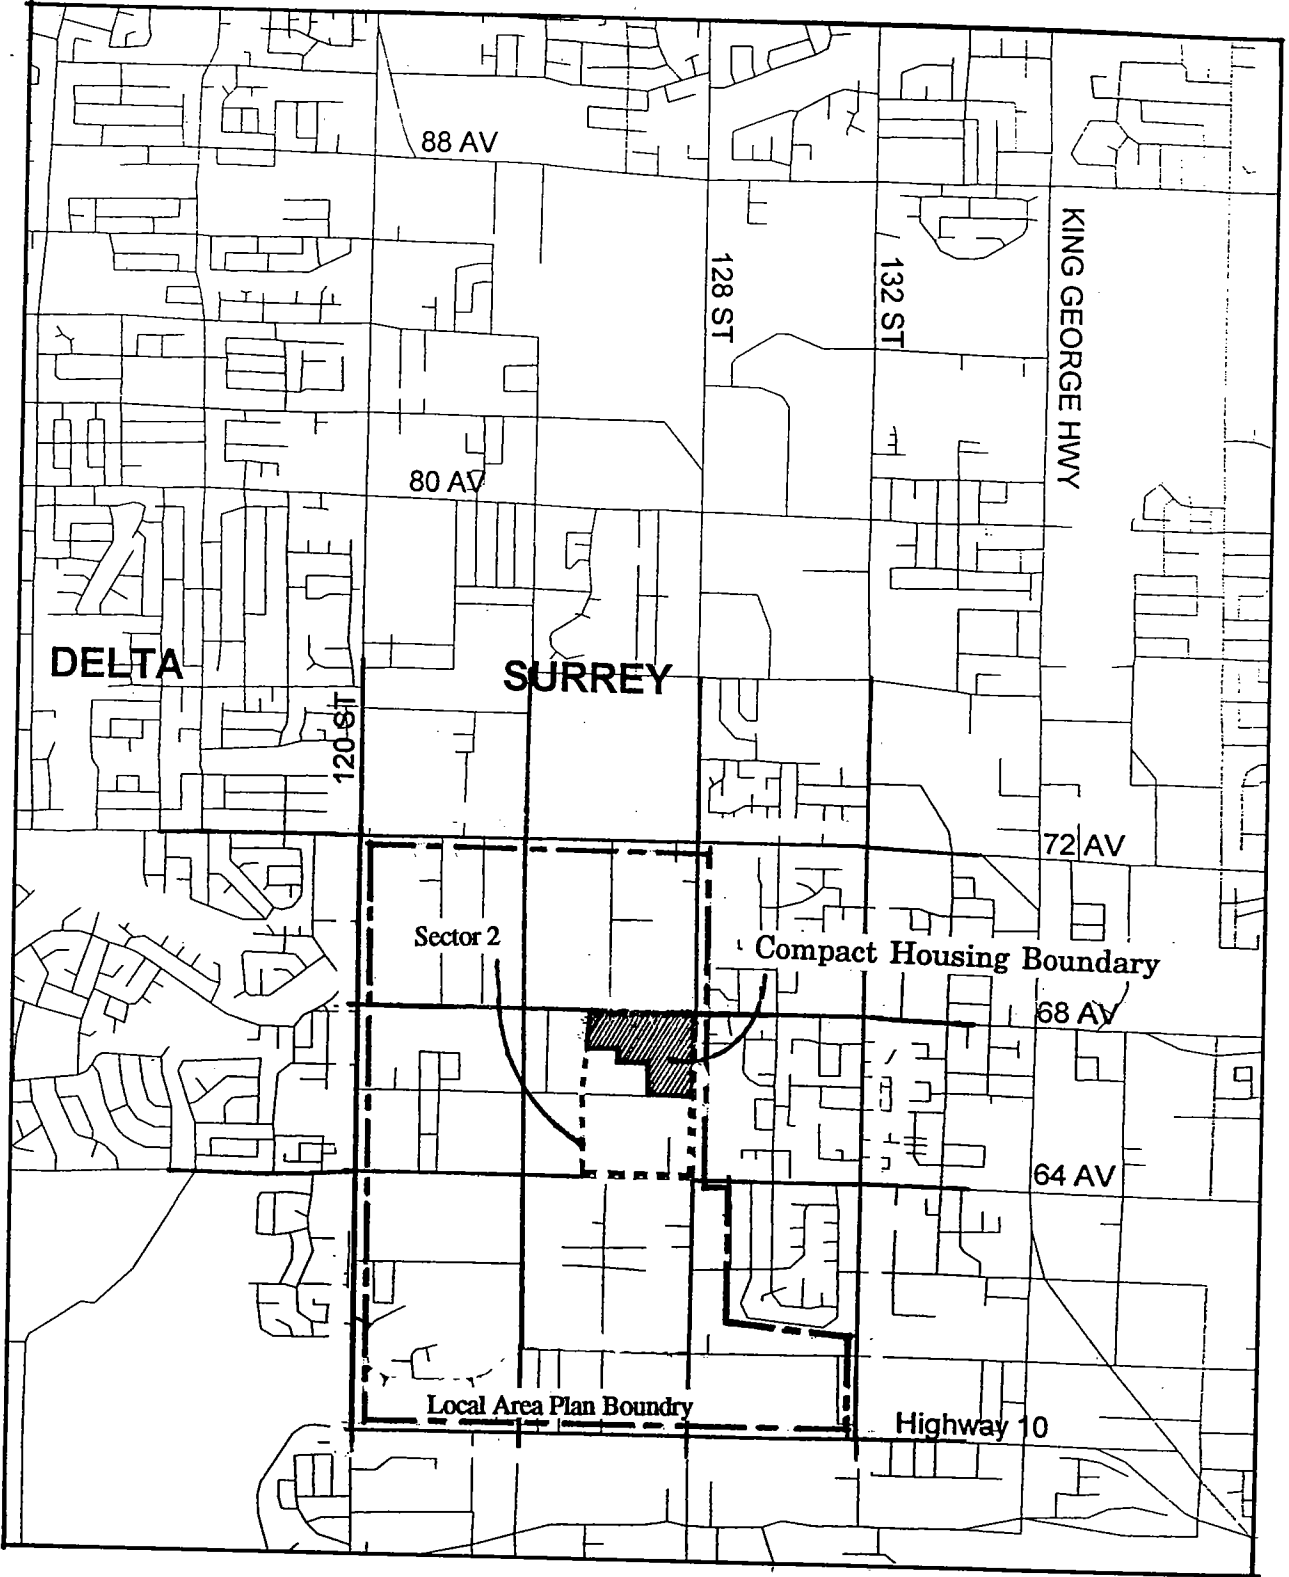 88 AV
128 ST
132 ST
KING GEORGE HWY
80 AV
DELTA
SURREY
120 ST
72 AV
Sector 2
Compact Housing Boundary
68 AV
64 AV
Local Area Plan Boundry
Highway 10